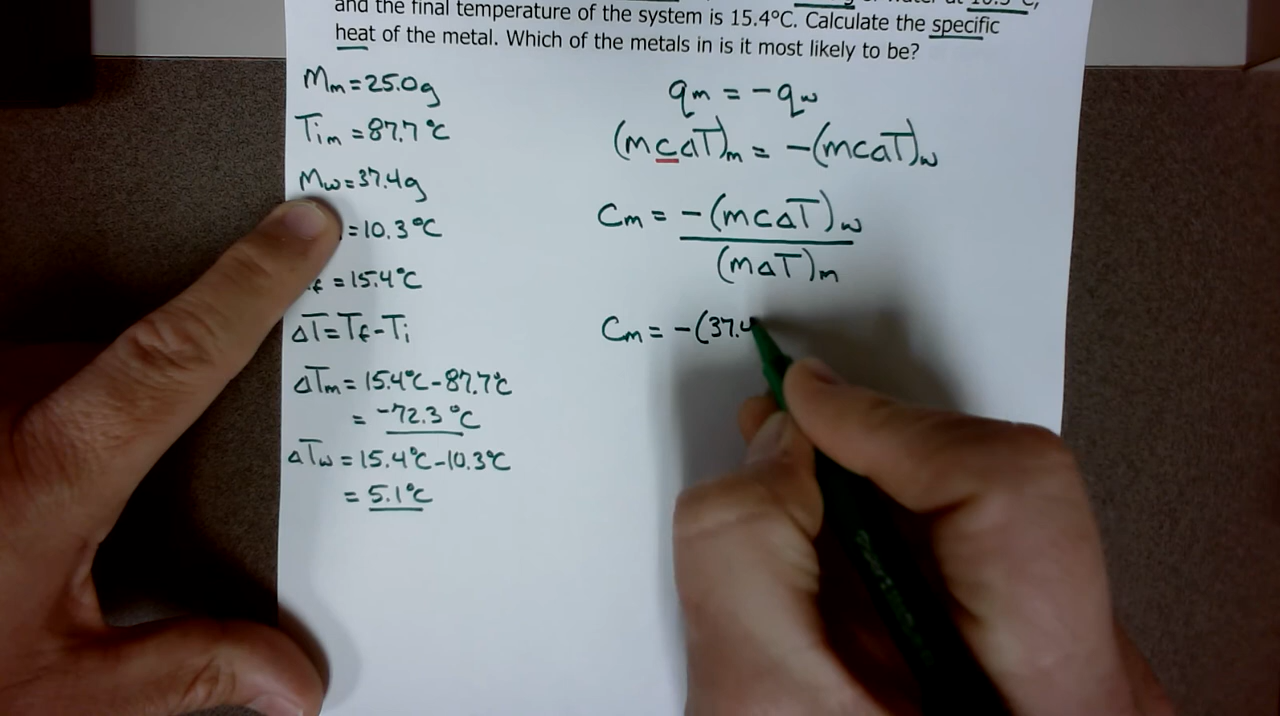 and the final temperature of the system is 15.4°C. Calculate the specific
heat of the metal. Which of the metals in is it most likely to be?
Mm = 25.0g
Tim = 87.7°C
Mw = 37.4g
= 10.3°C
= 15.4°C
ΔT = Tf - Ti
ΔTm = 15.4°C - 87.7°C
= -72.3°C
ΔTw = 15.4°C - 10.3°C
= 5.1°C
qm = -qw
(mcΔT)m = -(mcΔT)w
Cm = -(mcΔT)w
(mΔT)m
Cm = -(37.4